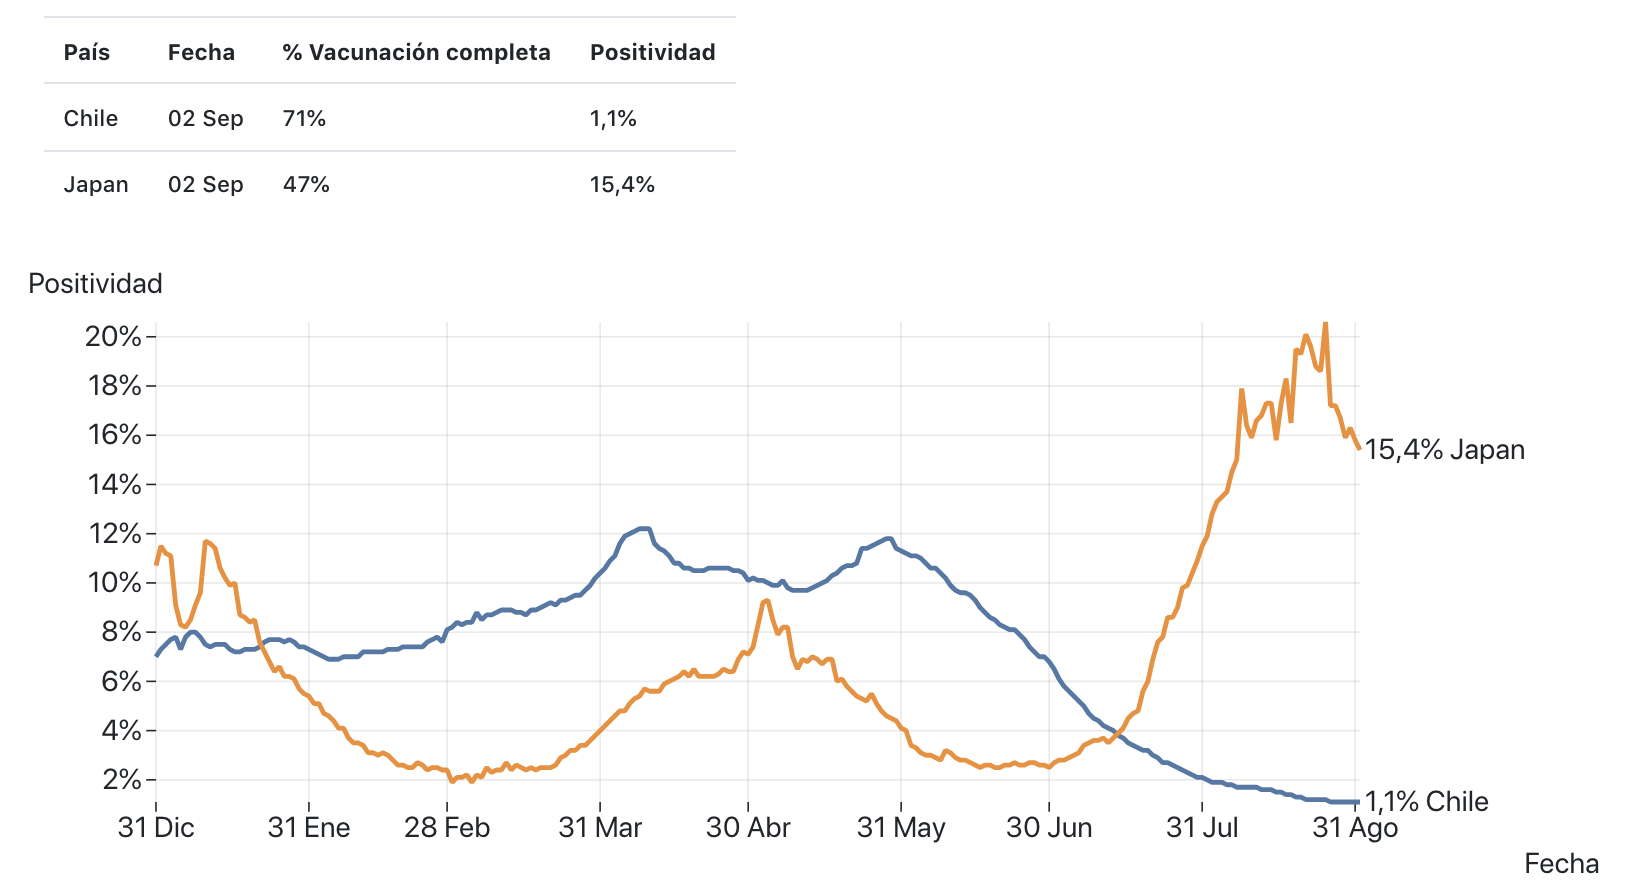 País Fecha % Vacunación completa Positividad
Chile 02 Sep 71% 1,1%
Japan 02 Sep 47% 15,4%
Positividad
20%
18%
16%
15,4% Japan
14%
12%
10%
8%
6%
4%
2%
1,1% Chile
31 Dic 31 Ene 28 Feb 31 Mar 30 Abr 31 May 30 Jun 31 Jul 31 Ago
Fecha